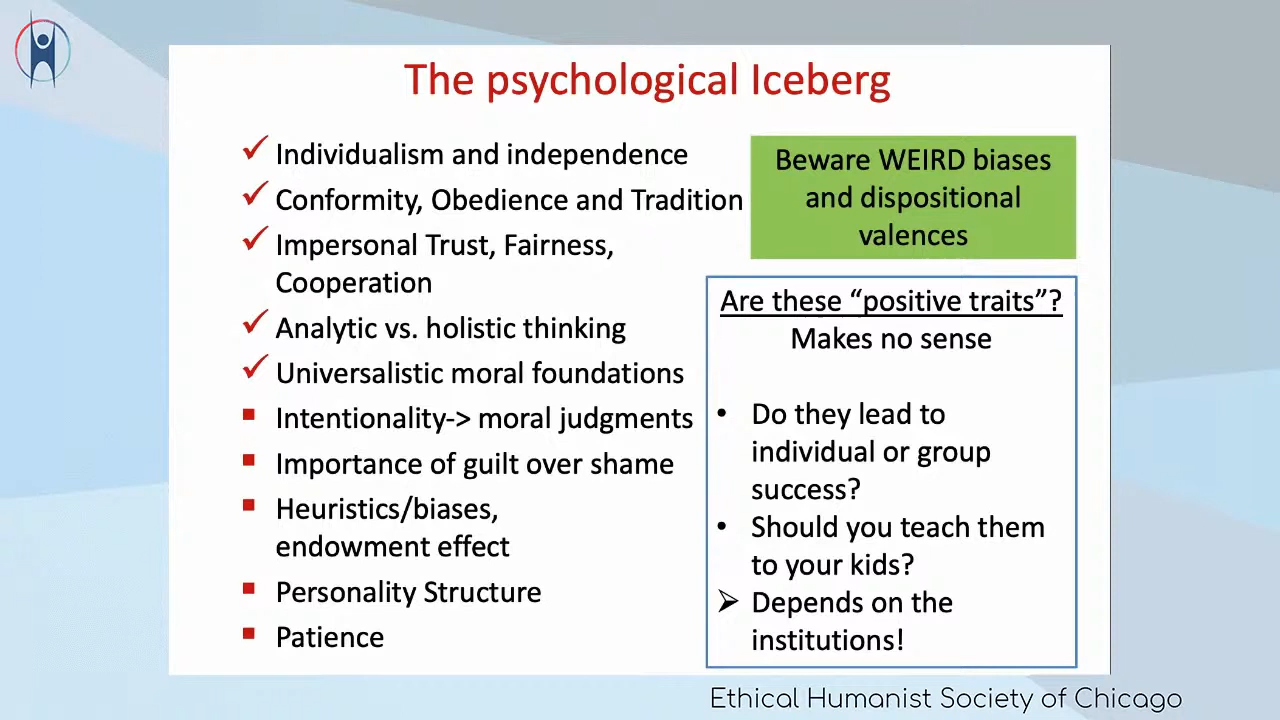 The psychological Iceberg
✓ Individualism and independence
✓ Conformity, Obedience and Tradition
✓ Impersonal Trust, Fairness,
Cooperation
✓ Analytic vs. holistic thinking
✓ Universalistic moral foundations
▪ Intentionality-> moral judgments
▪ Importance of guilt over shame
▪ Heuristics/biases,
endowment effect
▪ Personality Structure
▪ Patience
Beware WEIRD biases
and dispositional
valences
Are these “positive traits”?
Makes no sense
• Do they lead to
individual or group
success?
• Should you teach them
to your kids?
➢ Depends on the
institutions!
Ethical Humanist Society of Chicago